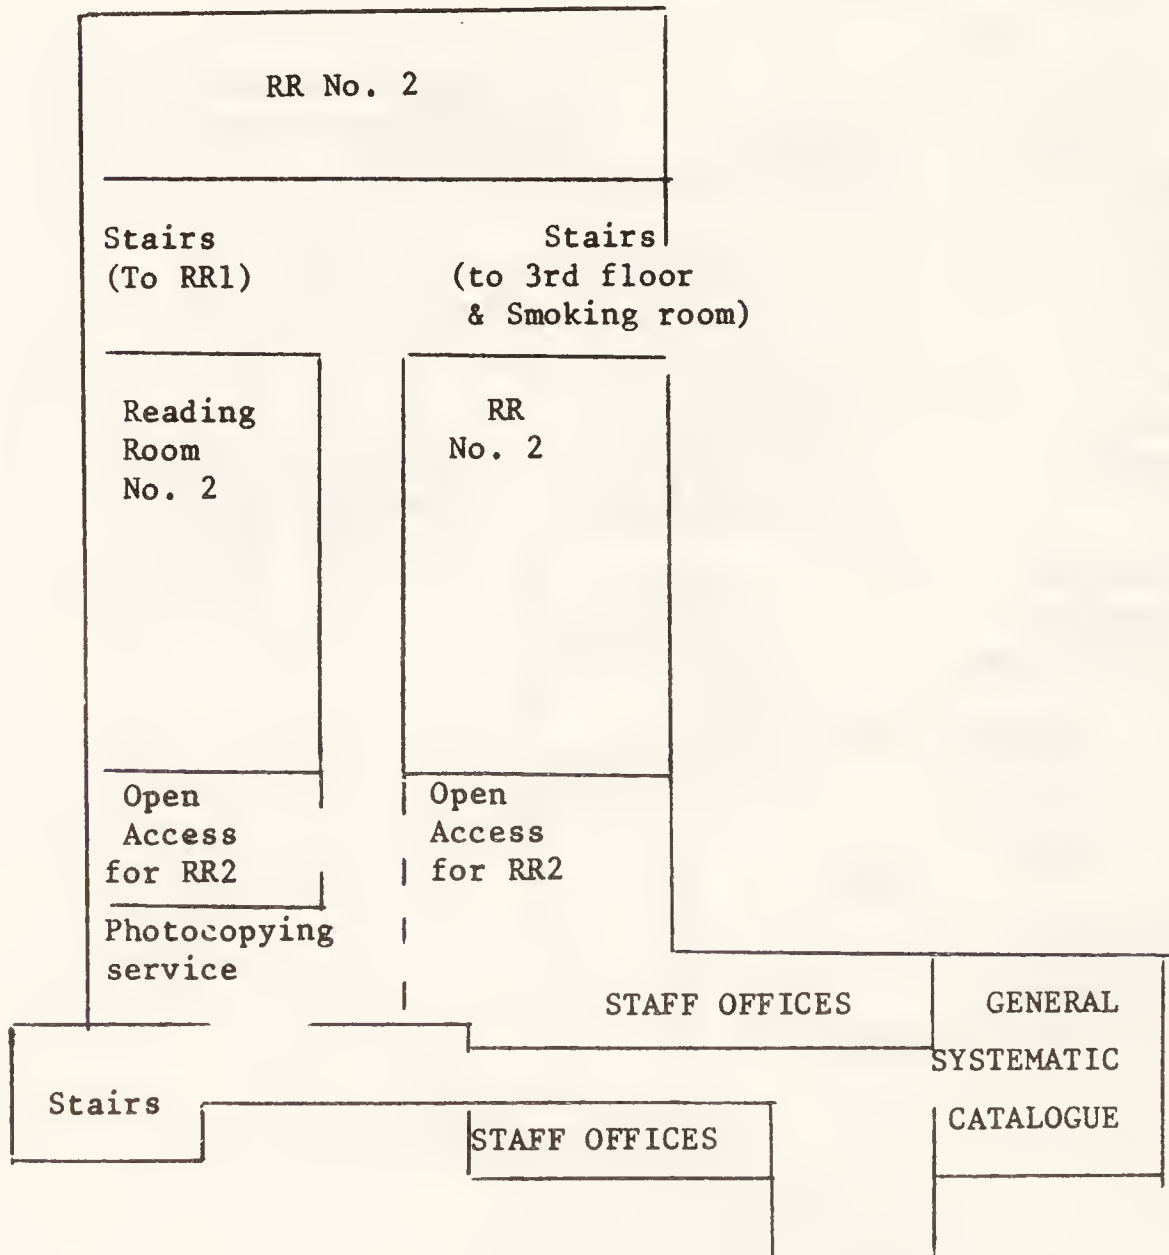 RR No. 2
Stairs
(To RR1)
Stairs
(to 3rd floor
& Smoking room)
Reading
Room
No. 2
RR
No. 2
Open
Access
for RR2
Open
Access
for RR2
Photocopying
service
STAFF OFFICES
GENERAL
SYSTEMATIC
CATALOGUE
Stairs
STAFF OFFICES